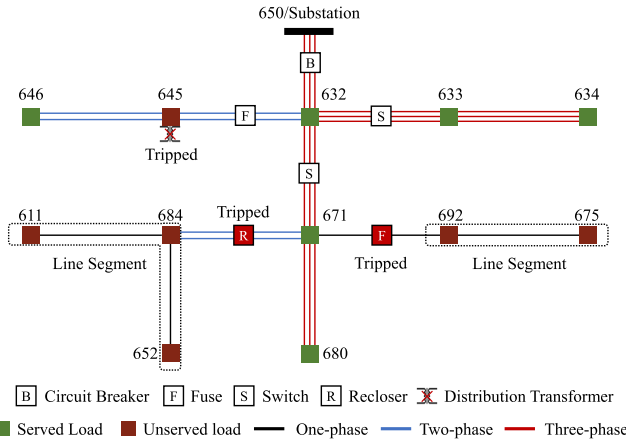 650/Substation
B
646 645 632 633 634
F S
Tripped
S
611 684 Tripped 671 692 675
R F
Line Segment Tripped Line Segment
652 680
B Circuit Breaker F Fuse S Switch R Recloser Distribution Transformer
Served Load Unserved load One-phase Two-phase Three-phase